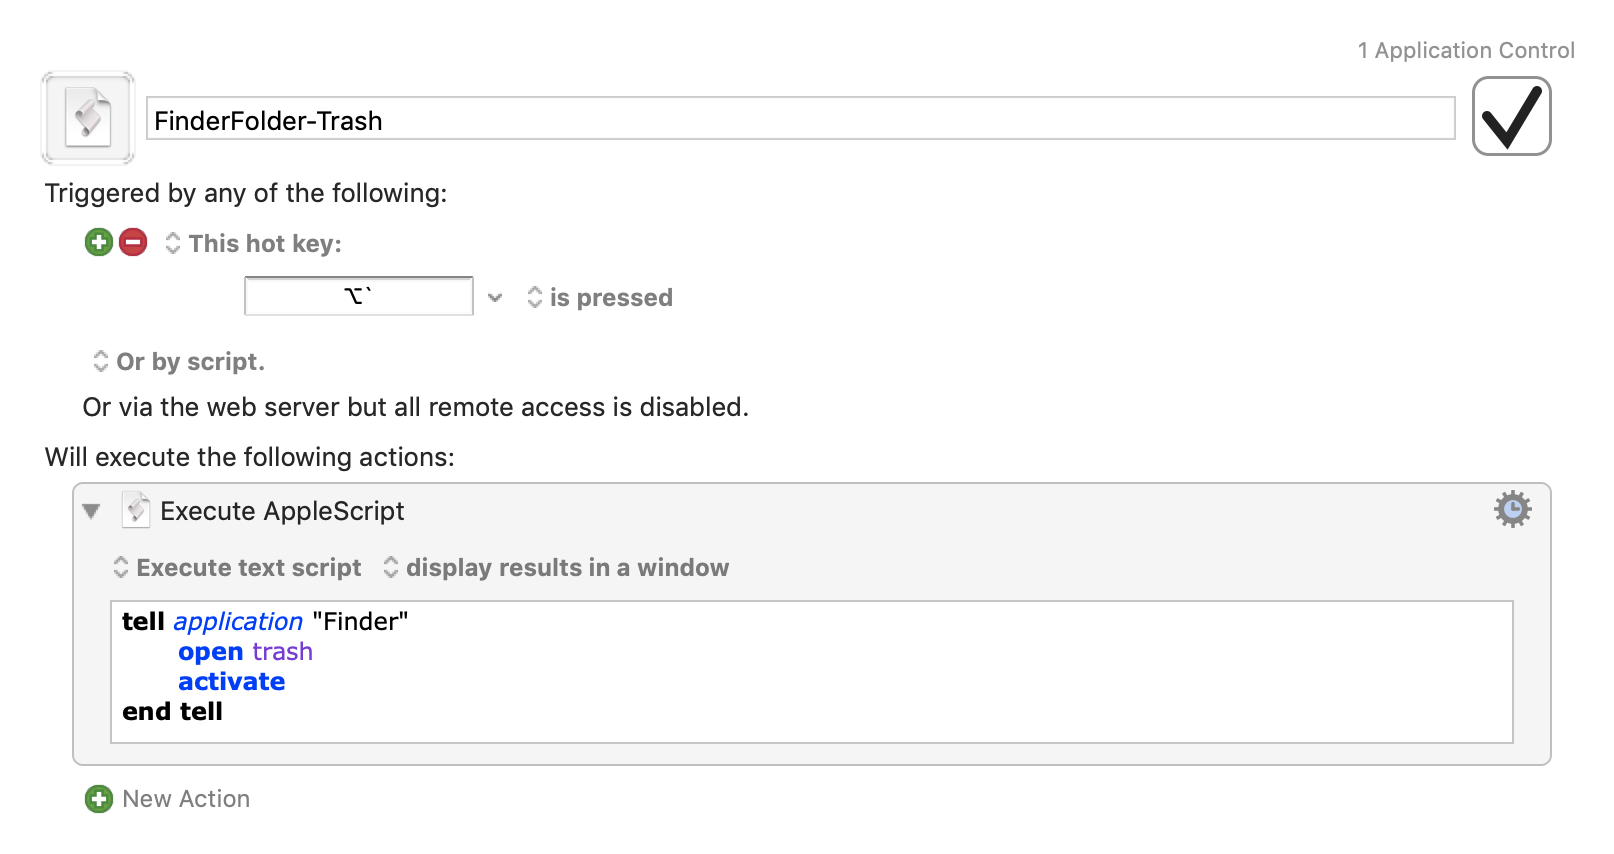 1 Application Control
FinderFolder-Trash
Triggered by any of the following:
This hot key:
⌥` is pressed
Or by script.
Or via the web server but all remote access is disabled.
Will execute the following actions:
Execute AppleScript
Execute text script display results in a window
tell application "Finder"
open trash
activate
end tell
New Action